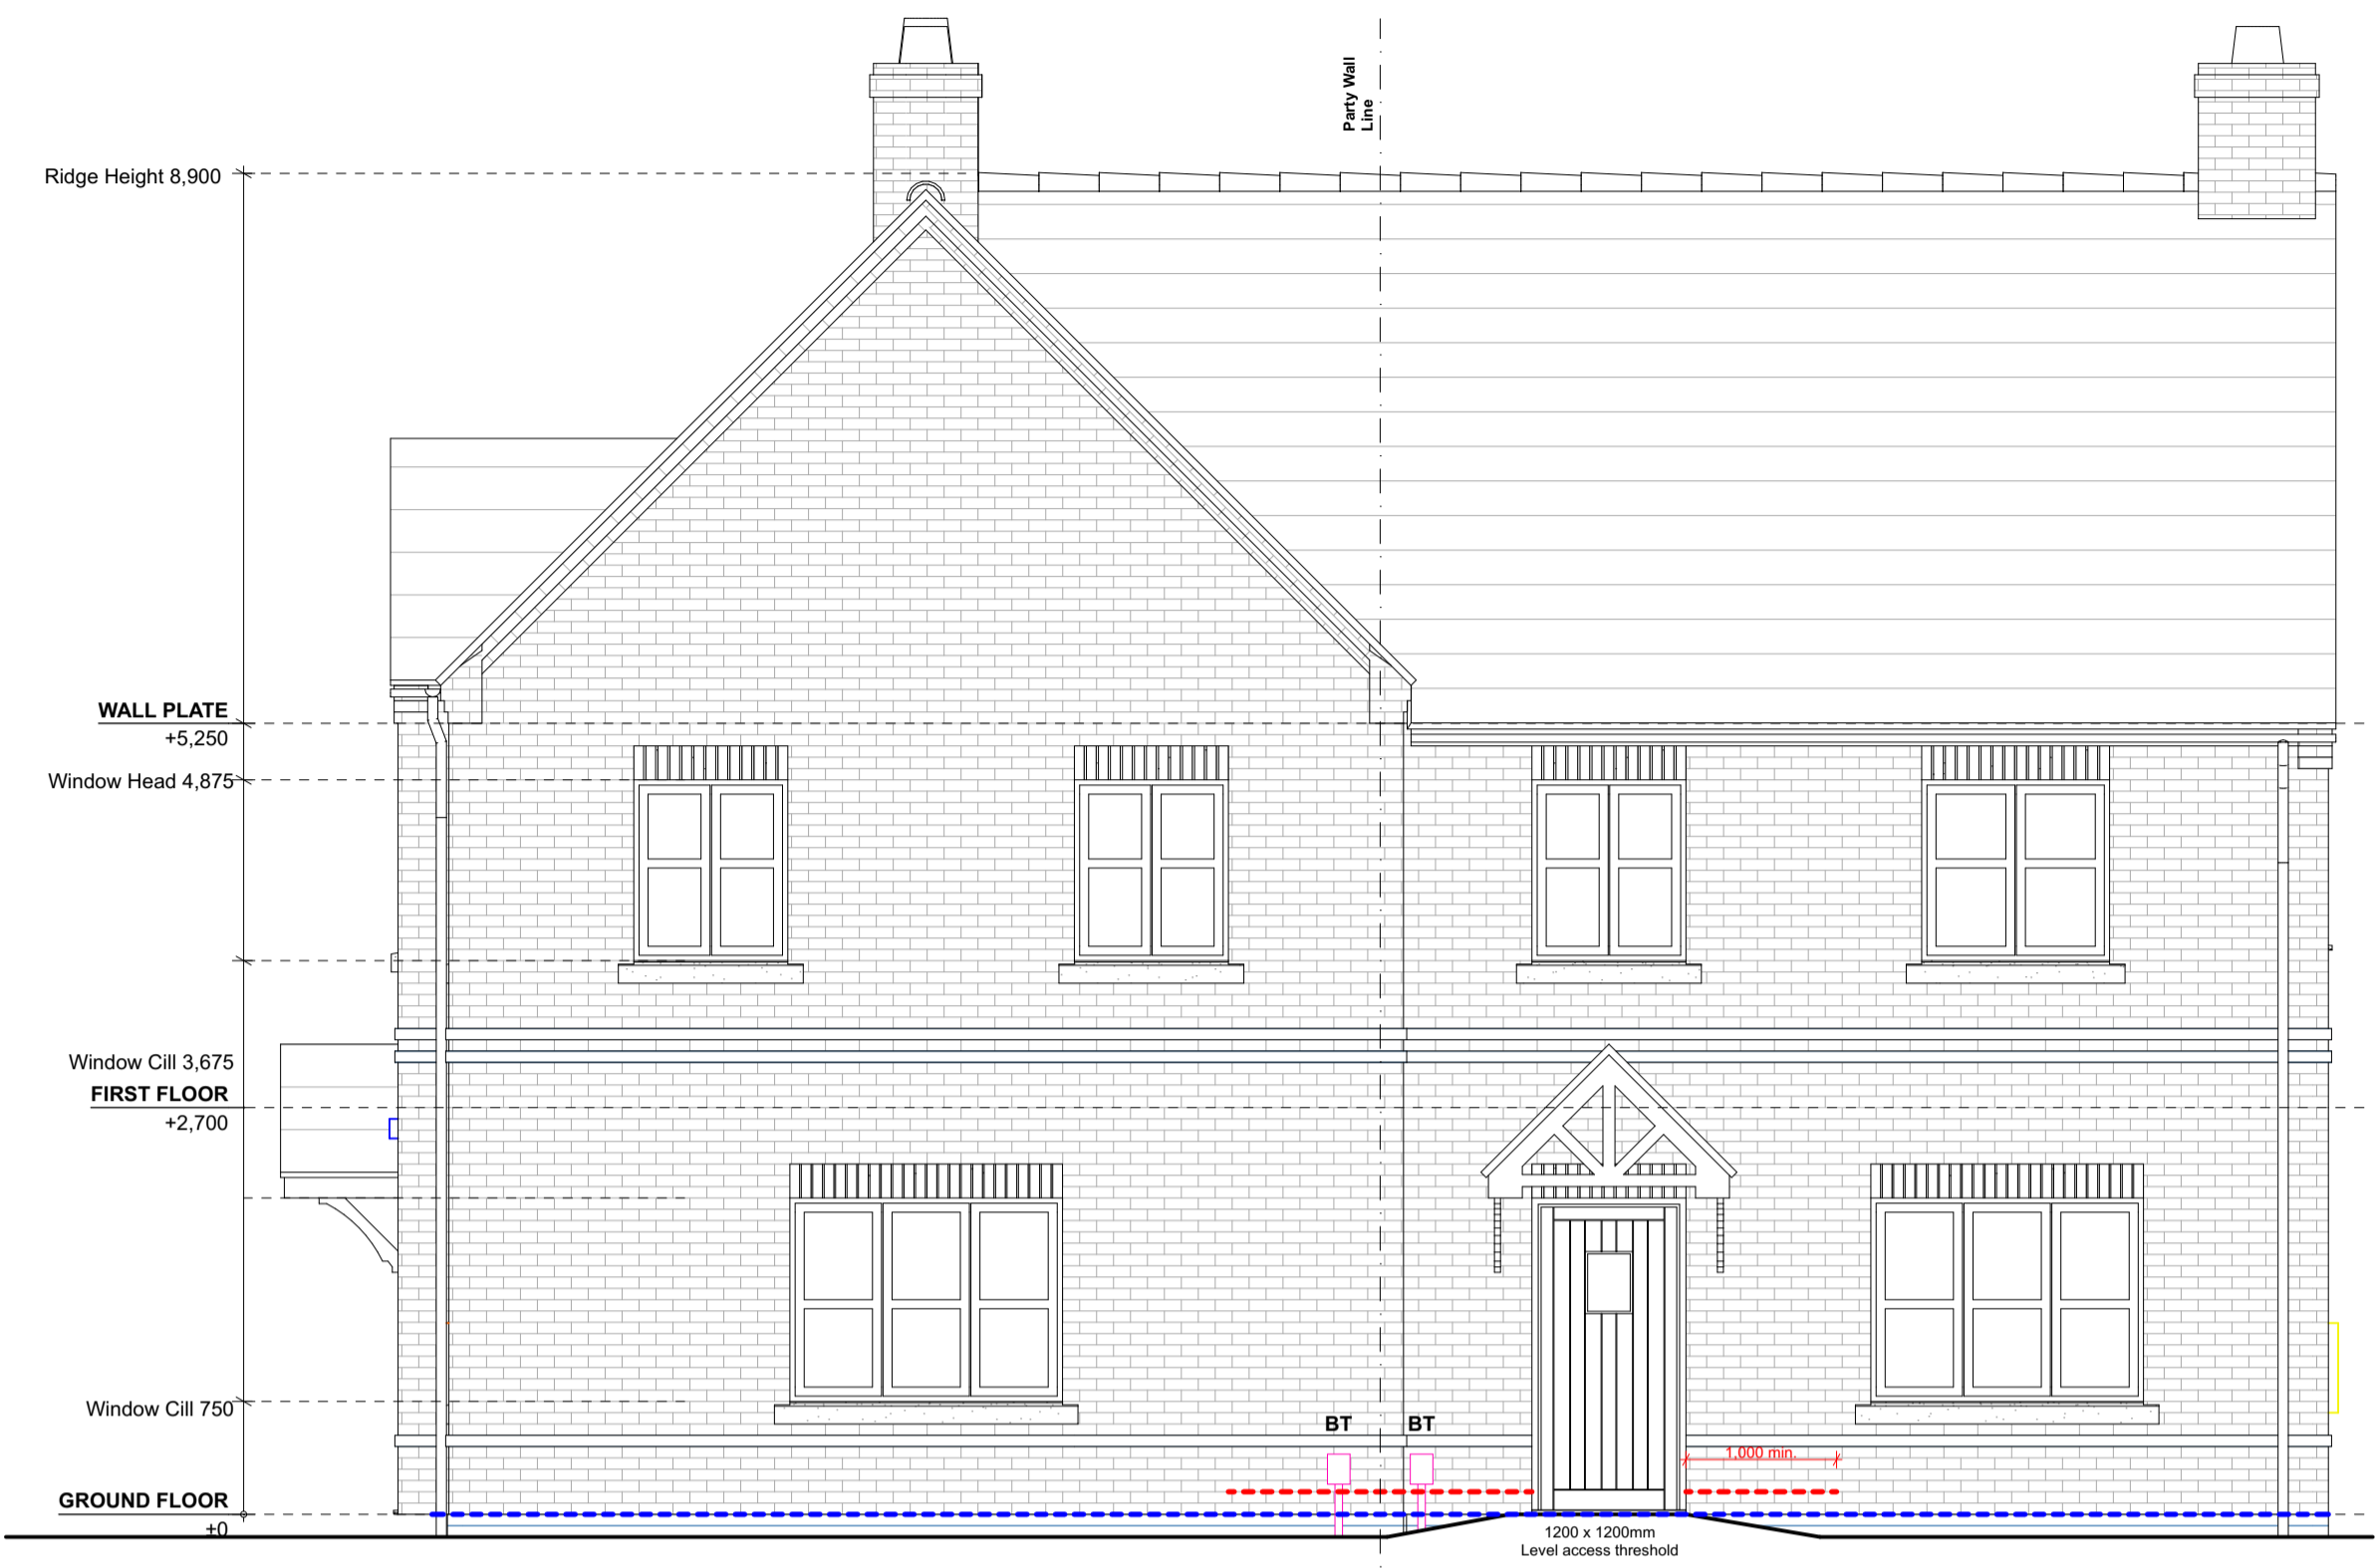 Party Wall
Line
Ridge Height 8,900
WALL PLATE
+5,250
Window Head 4,875
Window Cill 3,675
FIRST FLOOR
+2,700
Window Cill 750
BT
BT
1,000 min.
GROUND FLOOR
±0
1200 x 1200mm
Level access threshold